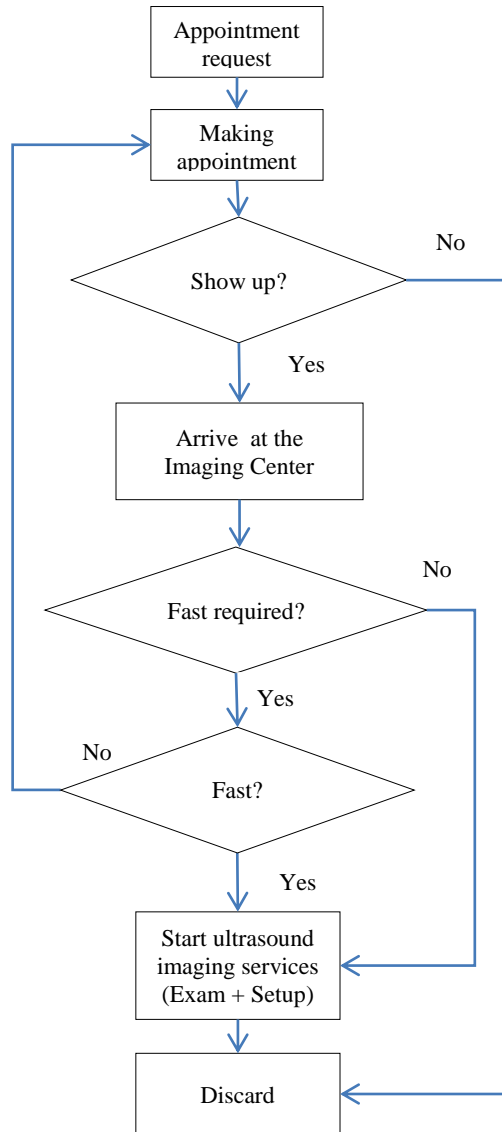 Appointment
request
Making
appointment
No
Show up?
Yes
Arrive at the
Imaging Center
No
Fast required?
Yes
No
Fast?
Yes
Start ultrasound
imaging services
(Exam + Setup)
Discard